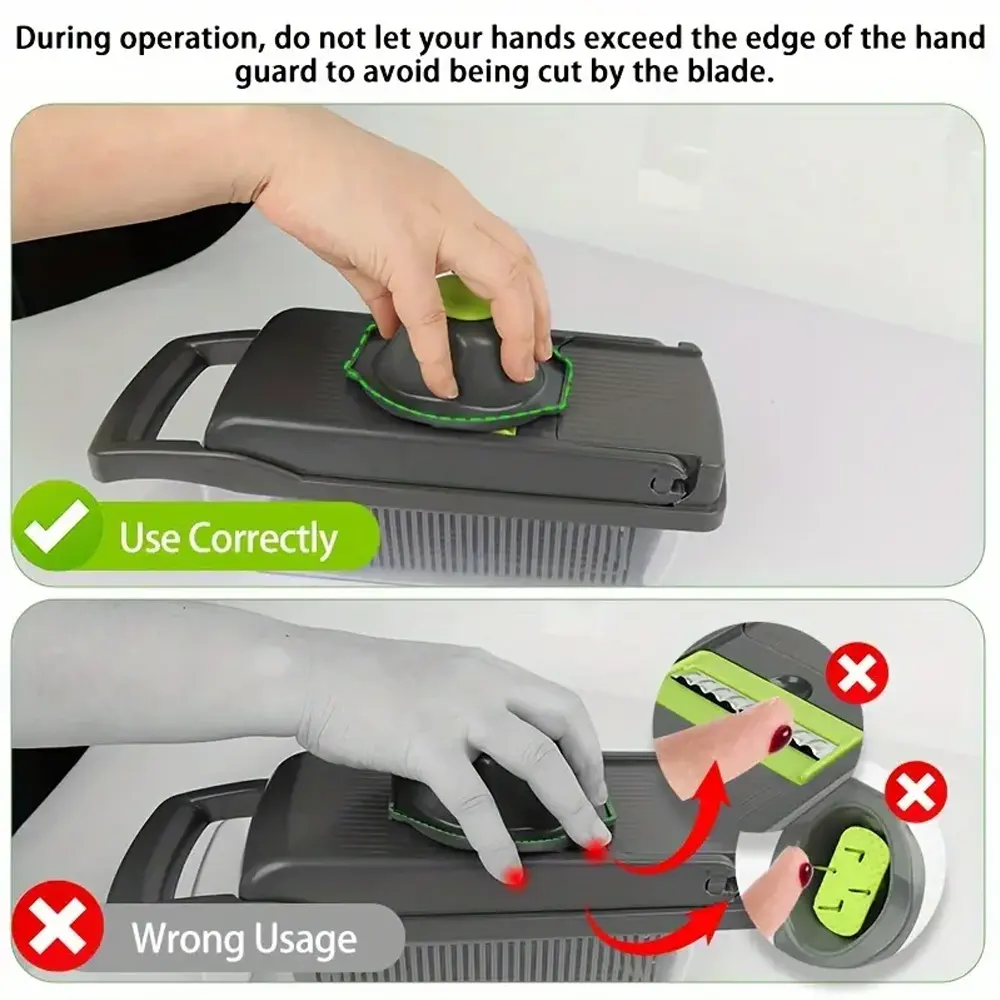 During operation, do not let your hands exceed the edge of the hand
guard to avoid being cut by the blade.
Use Correctly
Wrong Usage